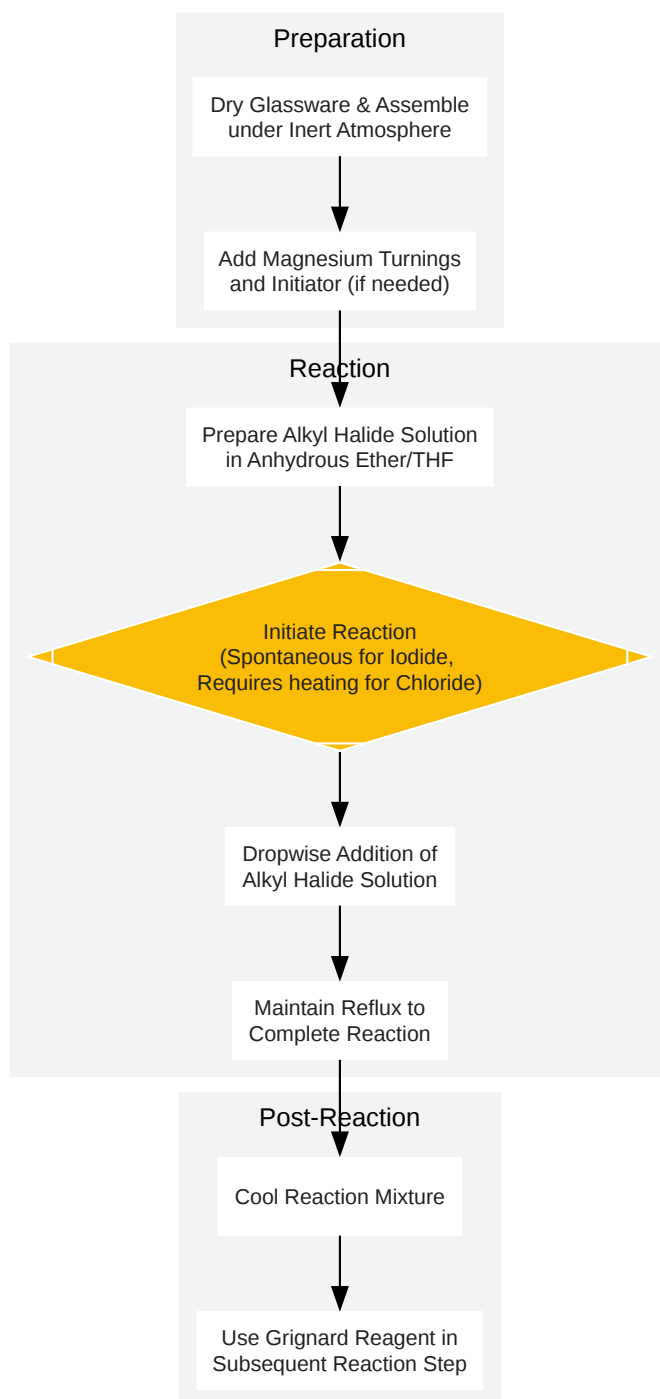 Preparation
Dry Glassware & Assemble
under Inert Atmosphere
Add Magnesium Turnings
and Initiator (if needed)
Reaction
Prepare Alkyl Halide Solution
in Anhydrous Ether/THF
Initiate Reaction
(Spontaneous for Iodide,
Requires heating for Chloride)
Dropwise Addition of
Alkyl Halide Solution
Maintain Reflux to
Complete Reaction
Post-Reaction
Cool Reaction Mixture
Use Grignard Reagent in
Subsequent Reaction Step